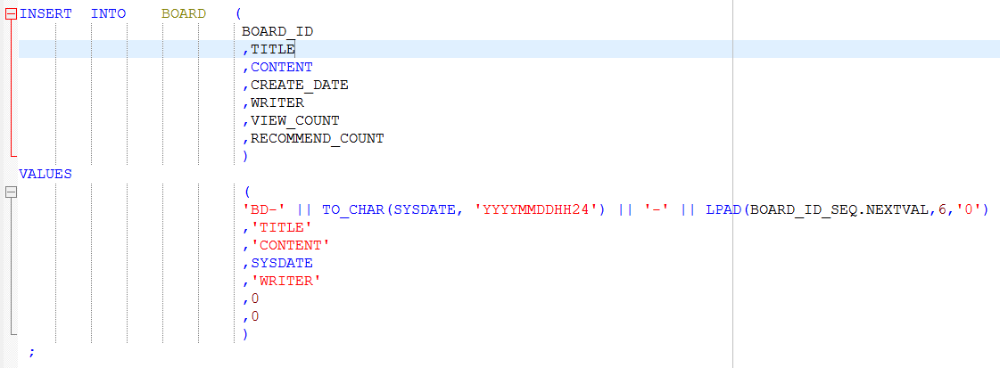 INSERT INTO BOARD (
BOARD_ID
,TITLE
,CONTENT
,CREATE_DATE
,WRITER
,VIEW_COUNT
,RECOMMEND_COUNT
)
VALUES
(
'BD-' || TO_CHAR(SYSDATE, 'YYYYMMDDHH24') || '-' || LPAD(BOARD_ID_SEQ.NEXTVAL,6,'0')
,'TITLE'
,'CONTENT'
,SYSDATE
,'WRITER'
,0
,0
)
;